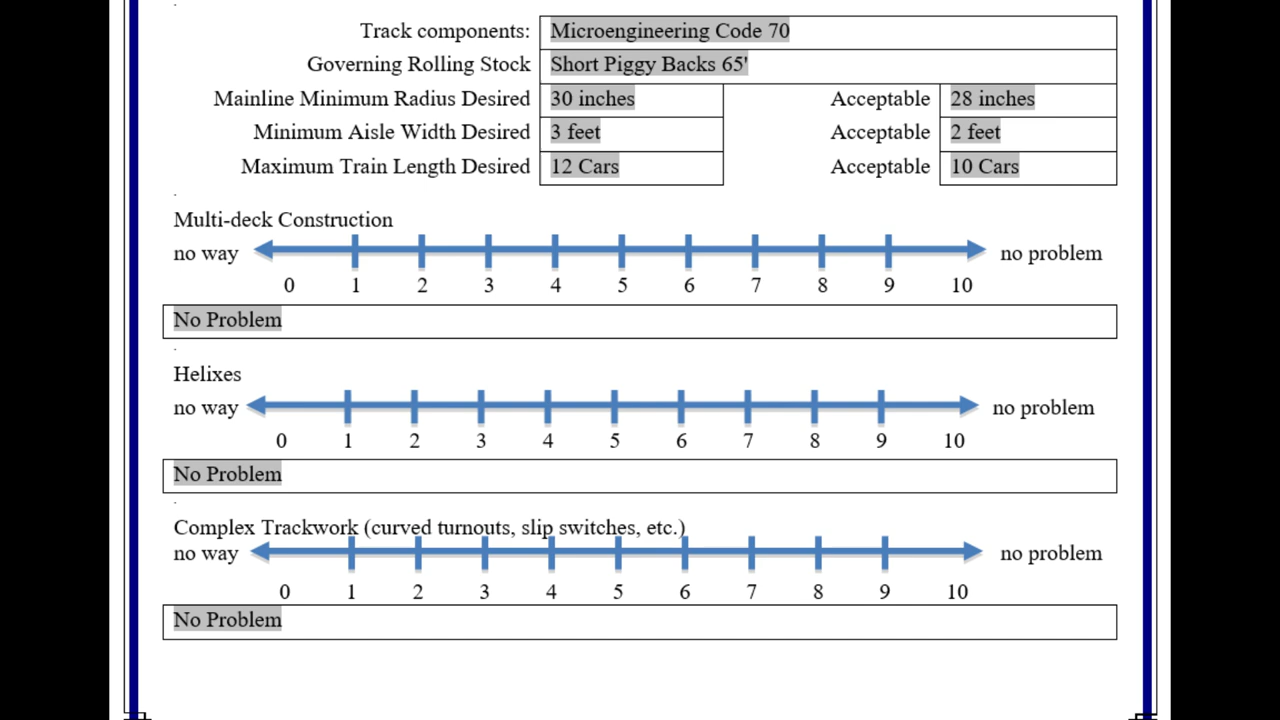 Track components: Microengineering Code 70
Governing Rolling Stock Short Piggy Backs 65'
Mainline Minimum Radius Desired 30 inches Acceptable 28 inches
Minimum Aisle Width Desired 3 feet Acceptable 2 feet
Maximum Train Length Desired 12 Cars Acceptable 10 Cars
Multi-deck Construction
no way no problem
0 1 2 3 4 5 6 7 8 9 10
No Problem
Helixes
no way no problem
0 1 2 3 4 5 6 7 8 9 10
No Problem
Complex Trackwork (curved turnouts, slip switches, etc.)
no way no problem
0 1 2 3 4 5 6 7 8 9 10
No Problem